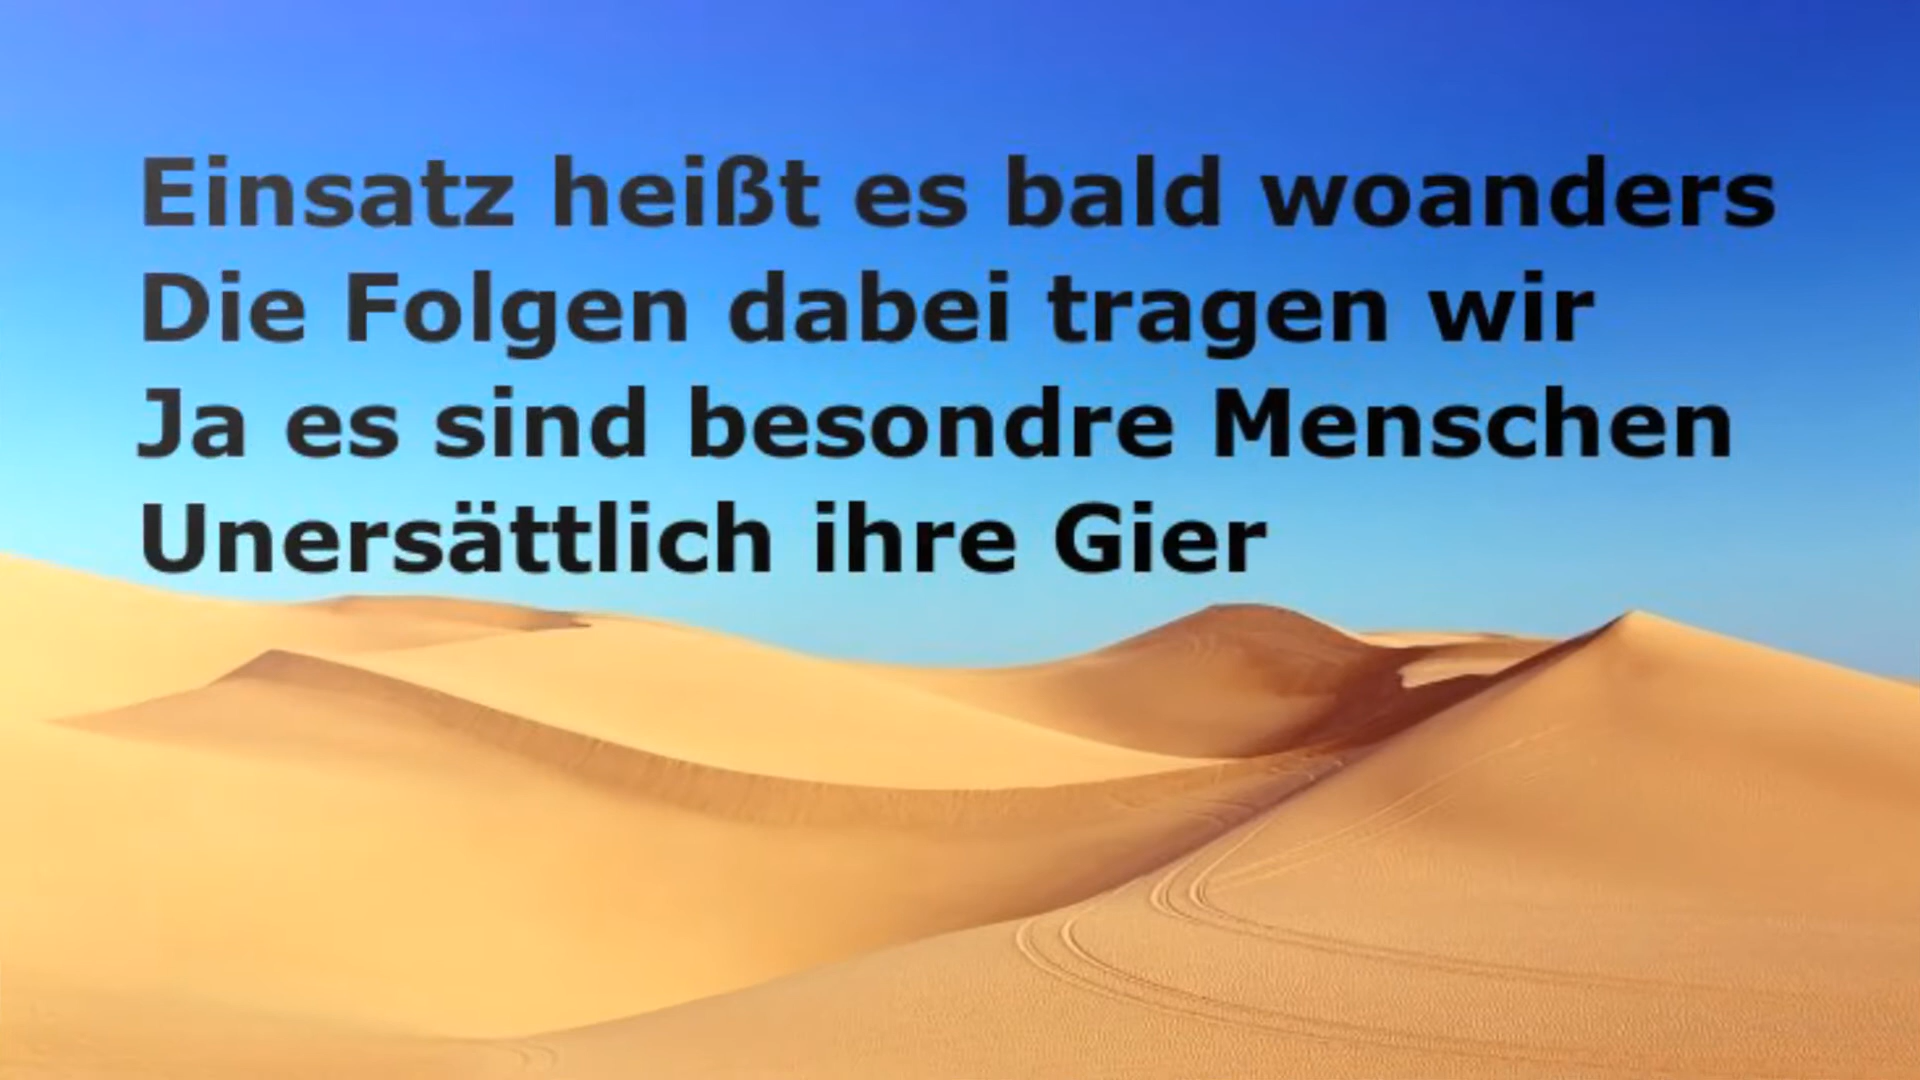 Einsatz heißt es bald woanders
Die Folgen dabei tragen wir
Ja es sind besondre Menschen
Unersättlich ihre Gier